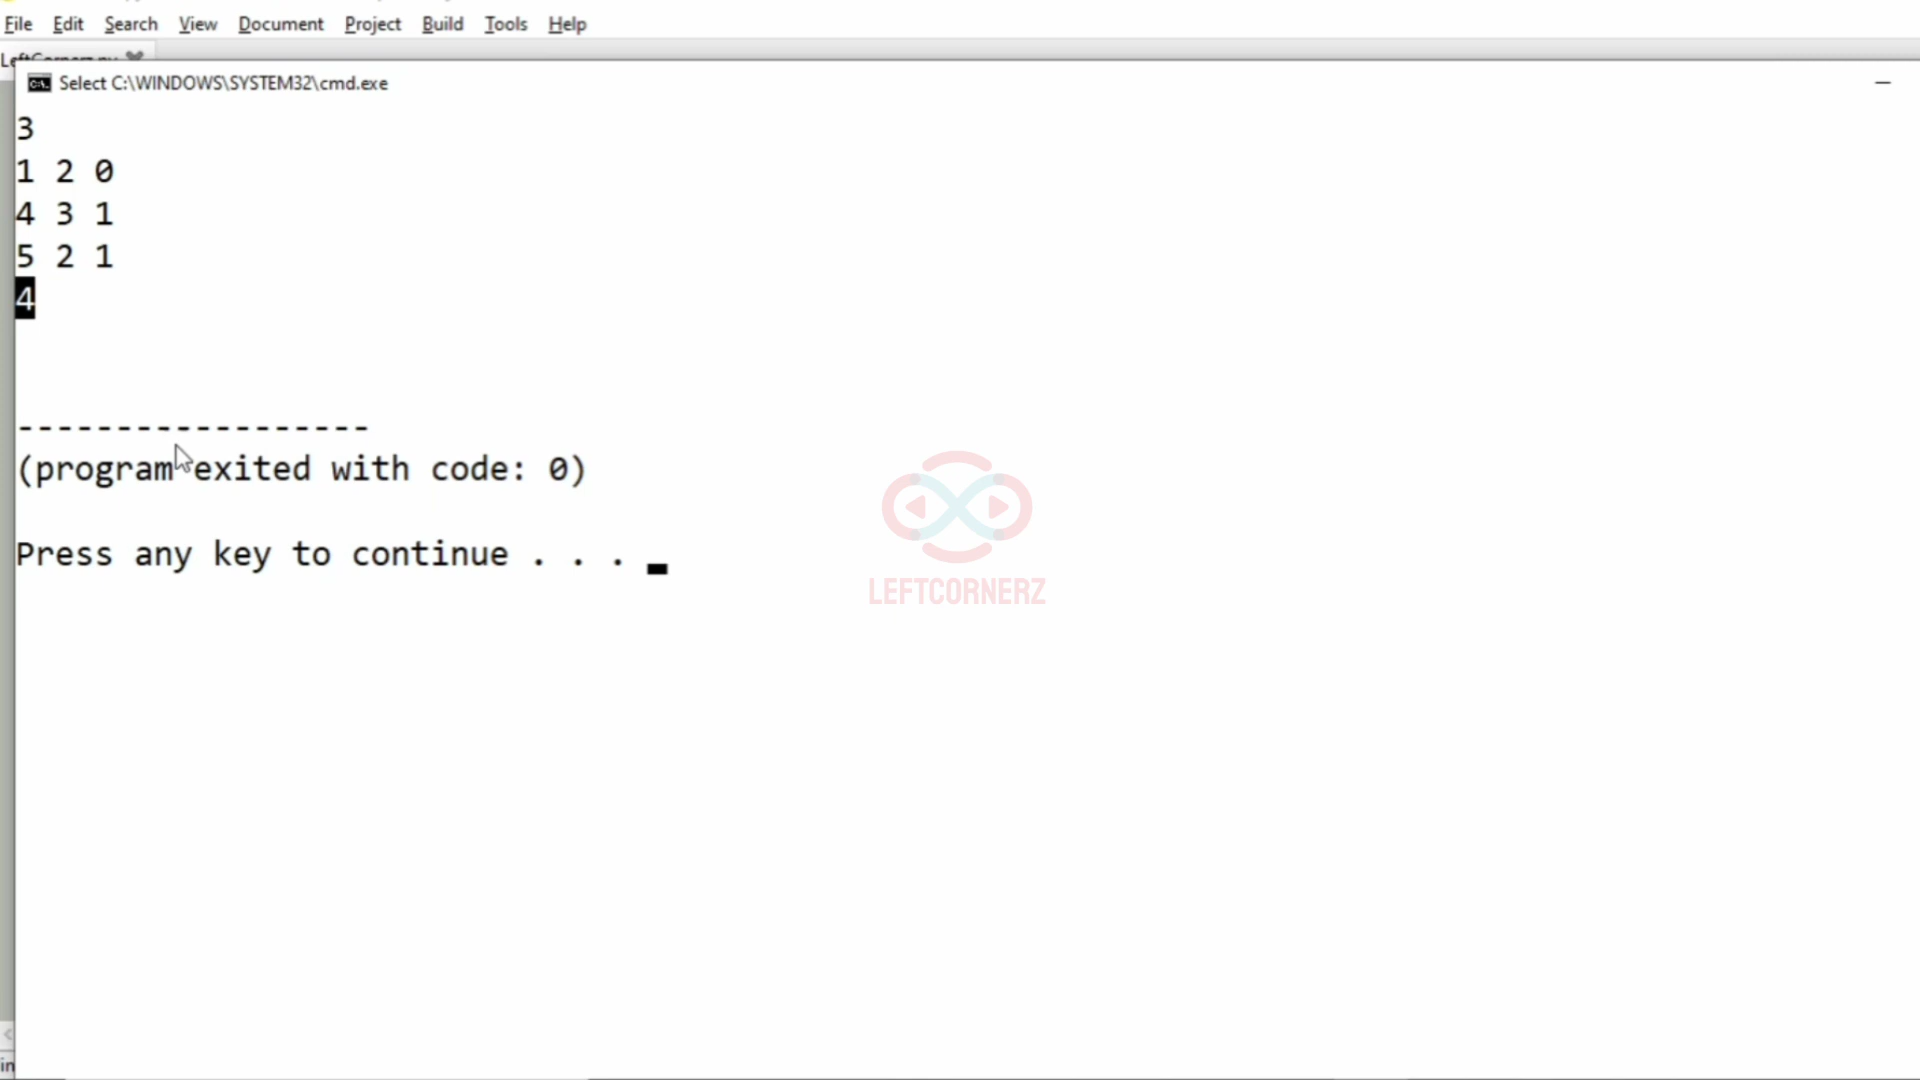 File Edit Search View Document Project Build Tools Help
Select C:\WINDOWS\SYSTEM32\cmd.exe
3
1 2 0
4 3 1
5 2 1
4
------------------
(program exited with code: 0)
Press any key to continue . . .
LEFTCORNERZ
in